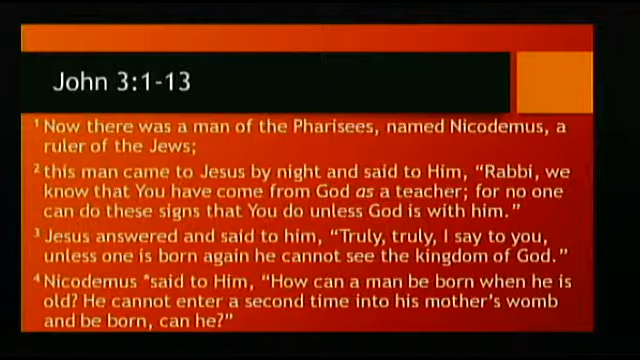 John 3:1-13
¹ Now there was a man of the Pharisees, named Nicodemus, a
ruler of the Jews;
² this man came to Jesus by night and said to Him, “Rabbi, we
know that You have come from God as a teacher; for no one
can do these signs that You do unless God is with him.”
³ Jesus answered and said to him, “Truly, truly, I say to you,
unless one is born again he cannot see the kingdom of God.”
⁴ Nicodemus *said to Him, “How can a man be born when he is
old? He cannot enter a second time into his mother’s womb
and be born, can he?”